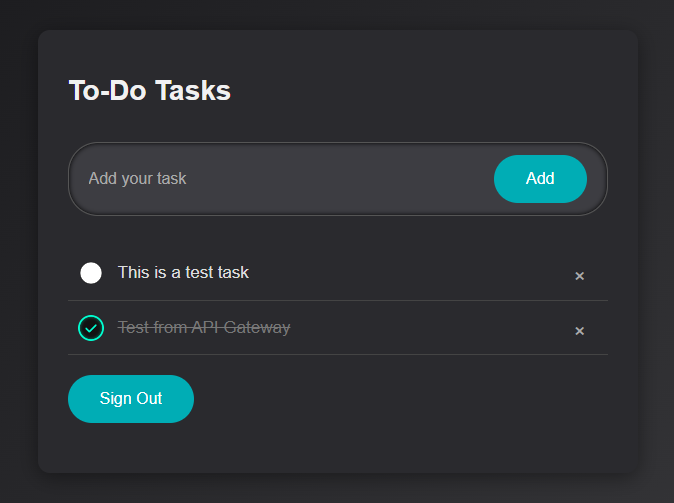 To-Do Tasks
Add your task
Add
This is a test task
×
Test from API Gateway
×
Sign Out